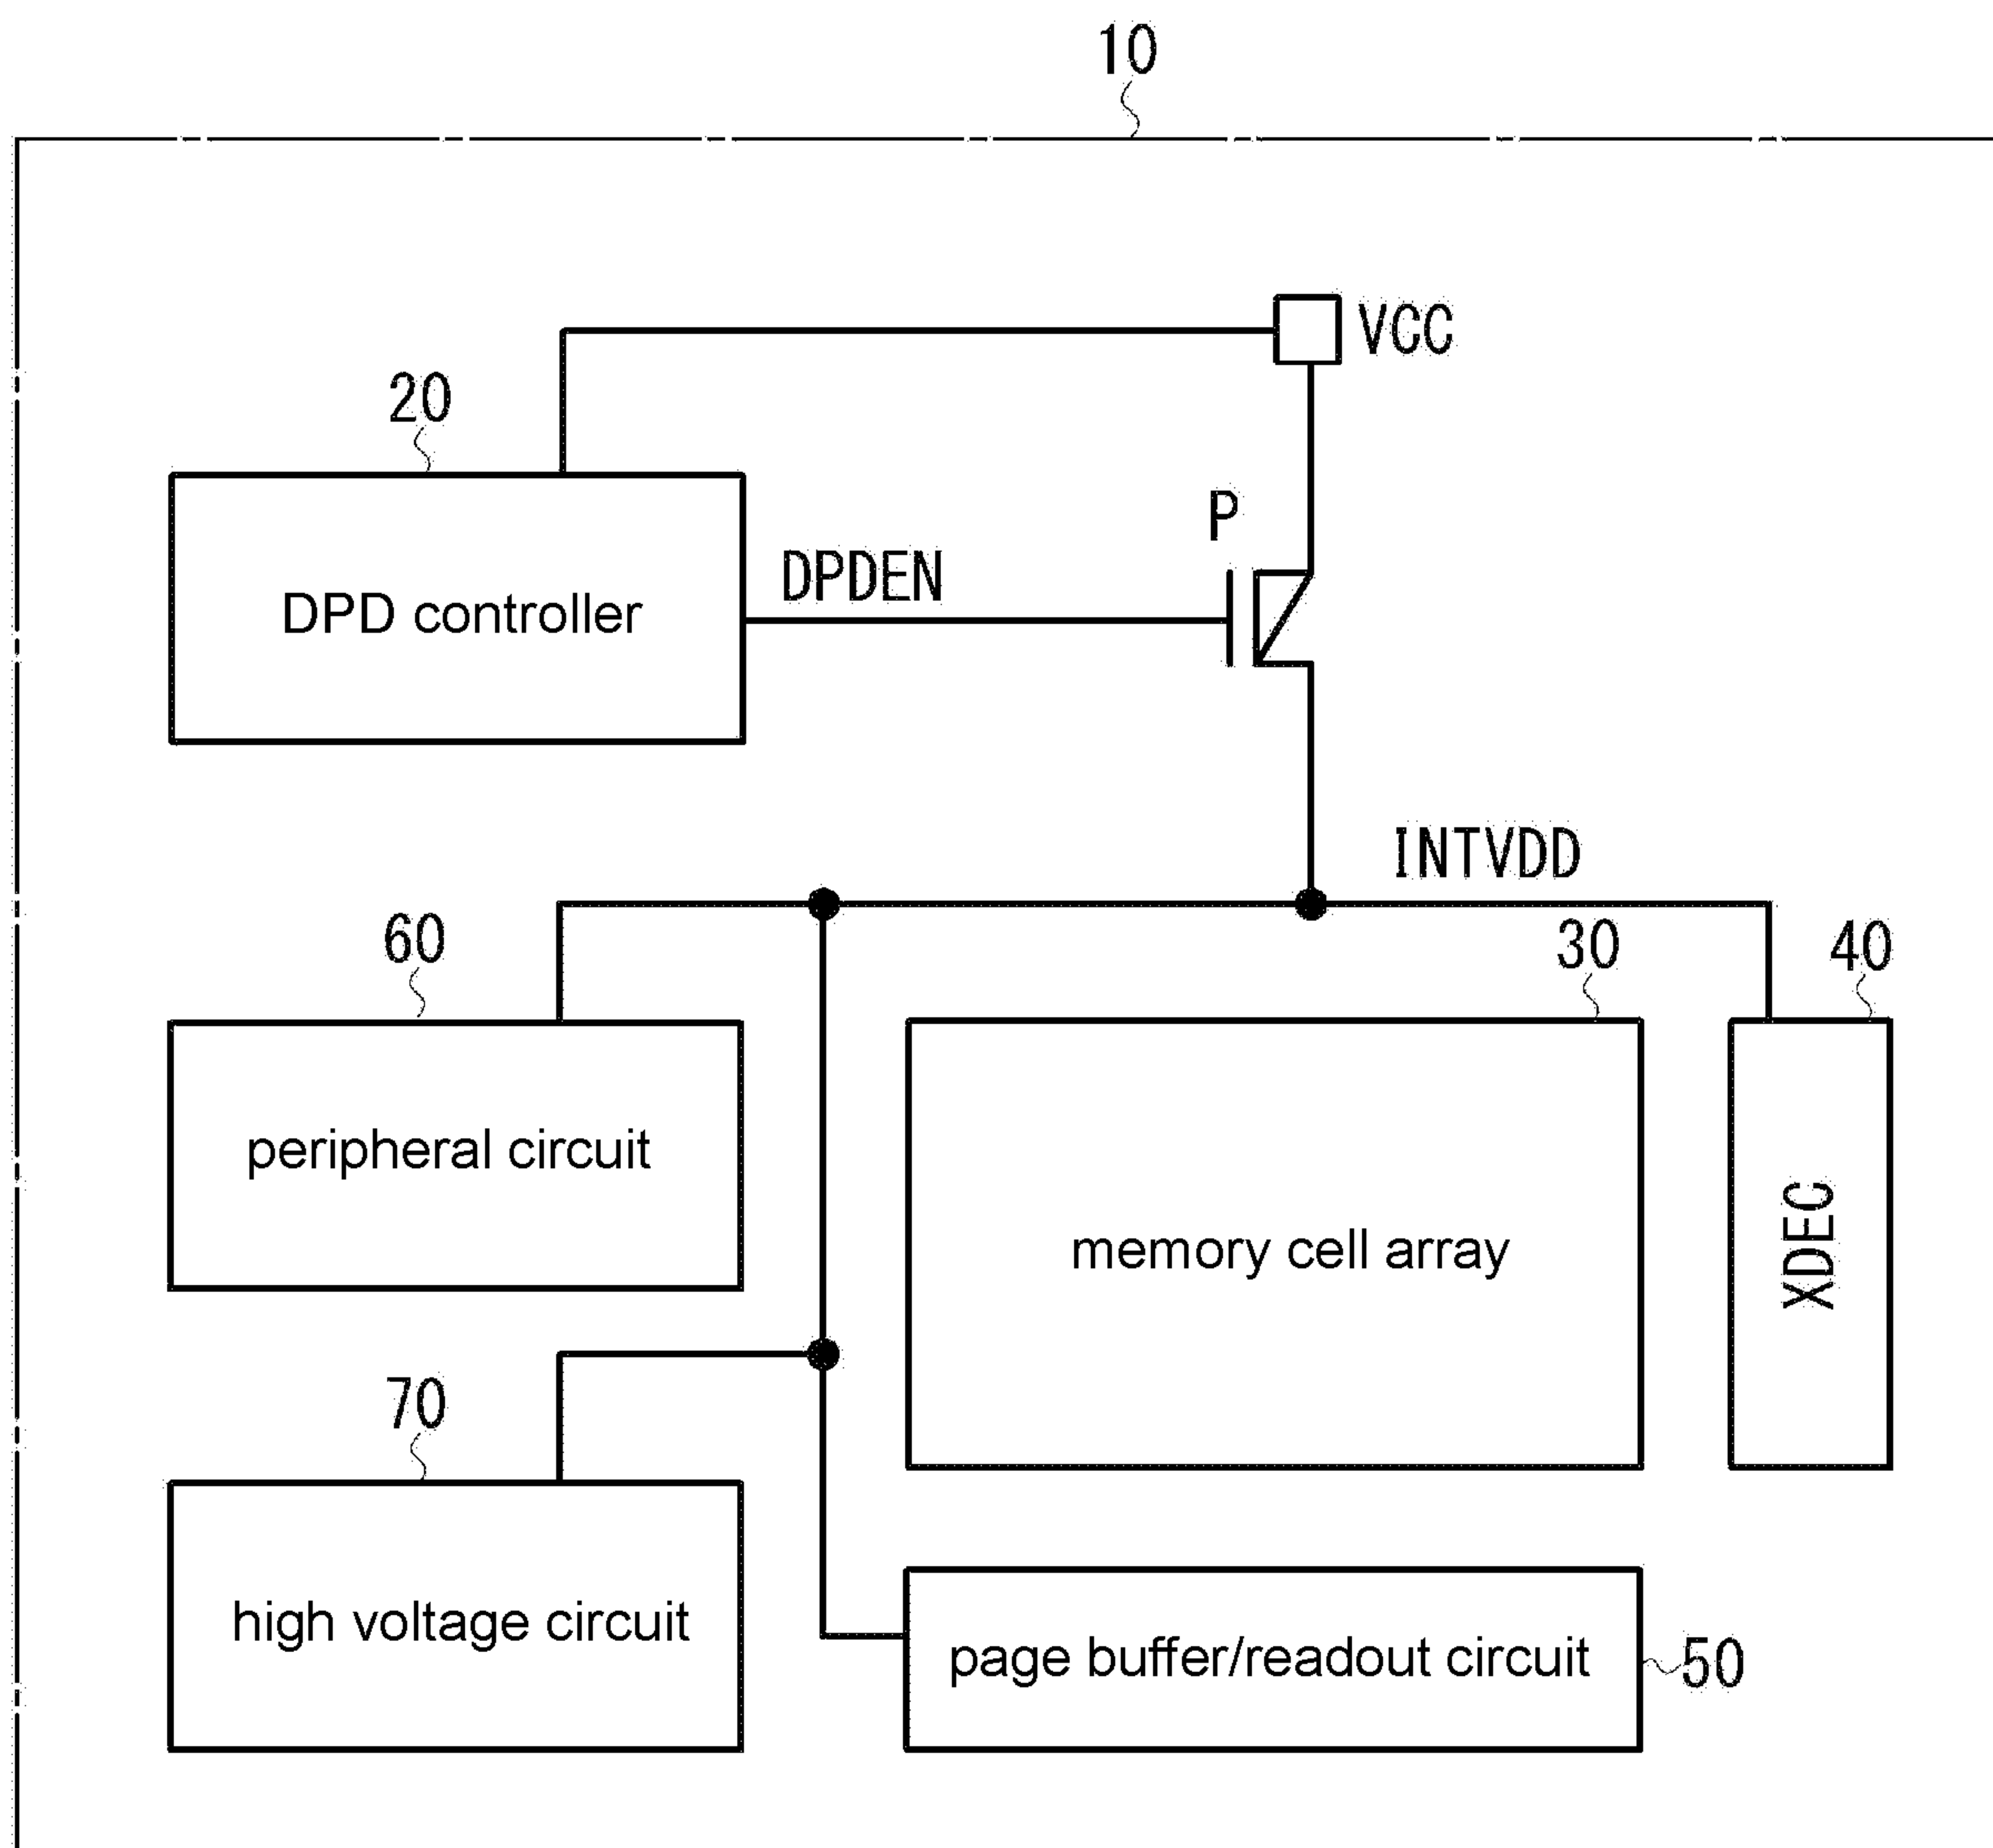 10
VCC
20
P
DPD controller
DPDEN
INTVDD
60
30
40
peripheral circuit
memory cell array
XDEC
70
high voltage circuit
page buffer/readout circuit
50